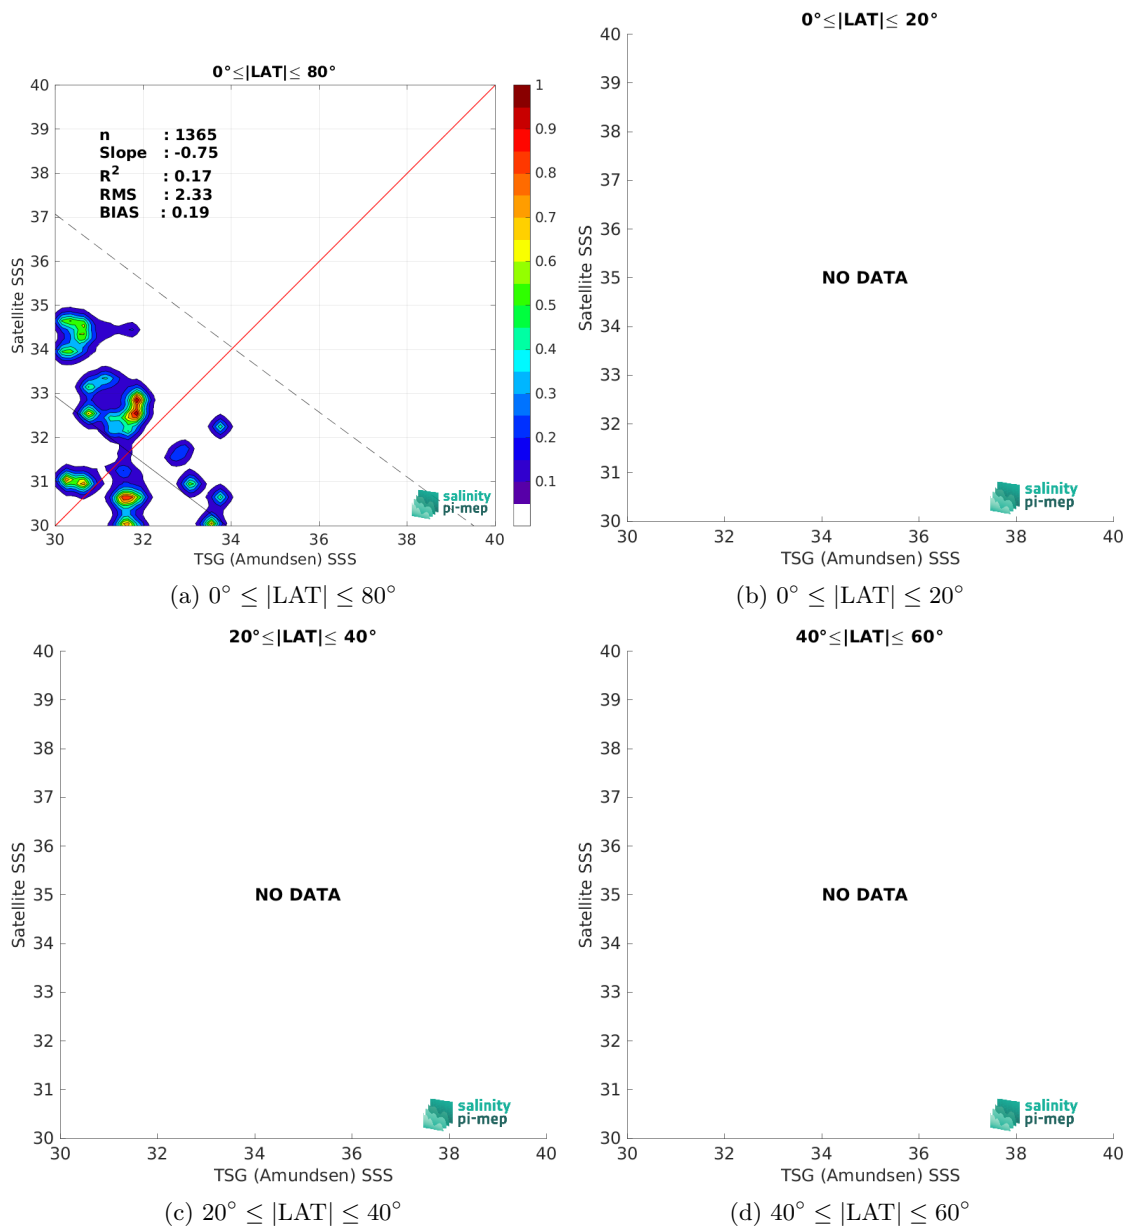 0°≤|LAT|≤ 80°
40
39
38
37
36
35
34
33
32
31
30
Satellite SSS
n : 1365
Slope : -0.75
R² : 0.17
RMS : 2.33
BIAS : 0.19
salinity
pi-mep
30 32 34 36 38 40
TSG (Amundsen) SSS
1
0.9
0.8
0.7
0.6
0.5
0.4
0.3
0.2
0.1
(a) 0° ≤ |LAT| ≤ 80°
0°≤|LAT|≤ 20°
40
39
38
37
36
35
34
33
32
31
30
Satellite SSS
NO DATA
salinity
pi-mep
30 32 34 36 38 40
TSG (Amundsen) SSS
(b) 0° ≤ |LAT| ≤ 20°
20°≤|LAT|≤ 40°
40
39
38
37
36
35
34
33
32
31
30
Satellite SSS
NO DATA
salinity
pi-mep
30 32 34 36 38 40
TSG (Amundsen) SSS
(c) 20° ≤ |LAT| ≤ 40°
40°≤|LAT|≤ 60°
40
39
38
37
36
35
34
33
32
31
30
Satellite SSS
NO DATA
salinity
pi-mep
30 32 34 36 38 40
TSG (Amundsen) SSS
(d) 40° ≤ |LAT| ≤ 60°